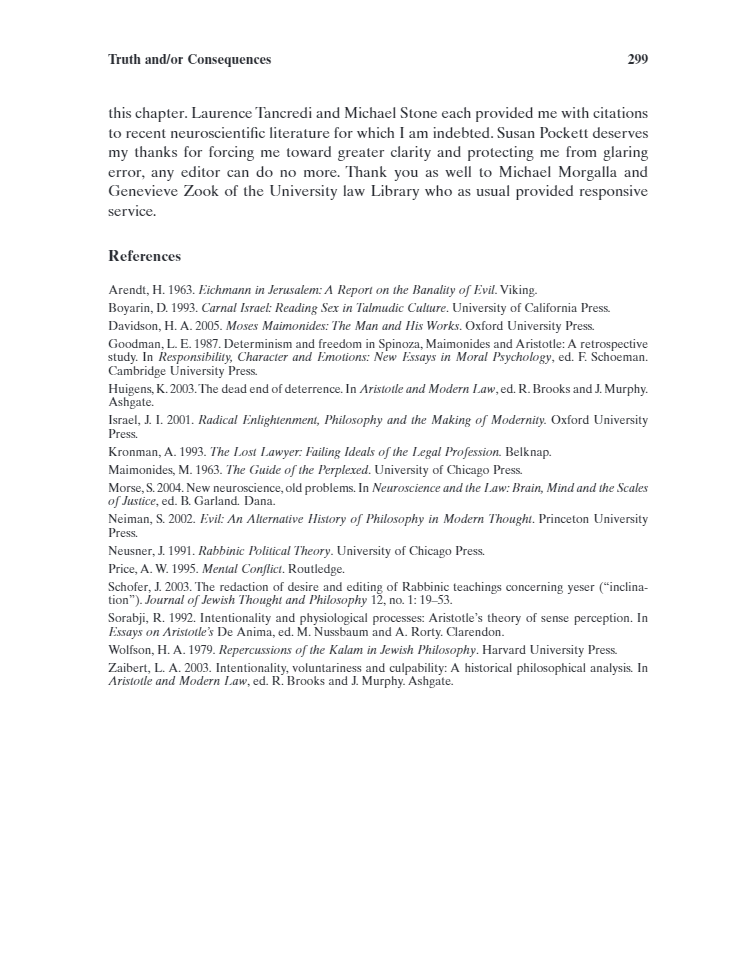 Truth and/or Consequences 299
this chapter. Laurence Tancredi and Michael Stone each provided me with citations
to recent neuroscientific literature for which I am indebted. Susan Pockett deserves
my thanks for forcing me toward greater clarity and protecting me from glaring
error, any editor can do no more. Thank you as well to Michael Morgalla and
Genevieve Zook of the University law Library who as usual provided responsive
service.
References
Arendt, H. 1963. Eichmann in Jerusalem: A Report on the Banality of Evil. Viking.
Boyarin, D. 1993. Carnal Israel: Reading Sex in Talmudic Culture. University of California Press.
Davidson, H. A. 2005. Moses Maimonides: The Man and His Works. Oxford University Press.
Goodman, L. E. 1987. Determinism and freedom in Spinoza, Maimonides and Aristotle: A retrospective
study. In Responsibility, Character and Emotions: New Essays in Moral Psychology, ed. F. Schoeman.
Cambridge University Press.
Huigens, K. 2003. The dead end of deterrence. In Aristotle and Modern Law, ed. R. Brooks and J. Murphy.
Ashgate.
Israel, J. I. 2001. Radical Enlightenment, Philosophy and the Making of Modernity. Oxford University
Press.
Kronman, A. 1993. The Lost Lawyer: Failing Ideals of the Legal Profession. Belknap.
Maimonides, M. 1963. The Guide of the Perplexed. University of Chicago Press.
Morse, S. 2004. New neuroscience, old problems. In Neuroscience and the Law: Brain, Mind and the Scales
of Justice, ed. B. Garland. Dana.
Neiman, S. 2002. Evil: An Alternative History of Philosophy in Modern Thought. Princeton University
Press.
Neusner, J. 1991. Rabbinic Political Theory. University of Chicago Press.
Price, A. W. 1995. Mental Conflict. Routledge.
Schofer, J. 2003. The redaction of desire and editing of Rabbinic teachings concerning yeser (“inclina-
tion”). Journal of Jewish Thought and Philosophy 12, no. 1: 19–53.
Sorabji, R. 1992. Intentionality and physiological processes: Aristotle’s theory of sense perception. In
Essays on Aristotle’s De Anima, ed. M. Nussbaum and A. Rorty. Clarendon.
Wolfson, H. A. 1979. Repercussions of the Kalam in Jewish Philosophy. Harvard University Press.
Zaibert, L. A. 2003. Intentionality, voluntariness and culpability: A historical philosophical analysis. In
Aristotle and Modern Law, ed. R. Brooks and J. Murphy. Ashgate.